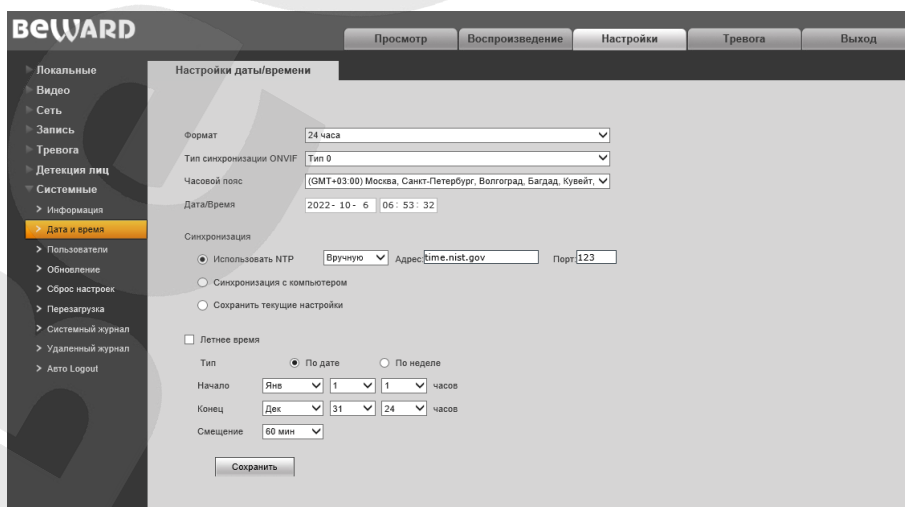 BEWARD
Просмотр Воспроизведение Настройки Тревога Выход
Локальные
Видео
Сеть
Запись
Тревога
Детекция лиц
Системные
Информация
Дата и время
Пользователи
Обновление
Сброс настроек
Перезагрузка
Системный журнал
Удаленный журнал
Авто Logout
Настройки даты/времени
Формат 24 часа
Тип синхронизации ONVIF Тип 0
Часовой пояс (GMT+03:00) Москва, Санкт-Петербург, Волгоград, Багдад, Кувейт,
Дата/Время 2022- 10- 6 06: 53: 32
Синхронизация
Использовать NTP Вручную Адрес: time.nist.gov Порт: 123
Синхронизация с компьютером
Сохранить текущие настройки
Летнее время
Тип По дате По неделе
Начало Янв 1 1 часов
Конец Дек 31 24 часов
Смещение 60 мин
Сохранить